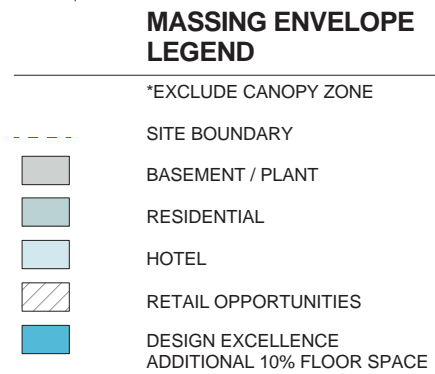 MASSING ENVELOPE
LEGEND
*EXCLUDE CANOPY ZONE
SITE BOUNDARY
BASEMENT / PLANT
RESIDENTIAL
HOTEL
RETAIL OPPORTUNITIES
DESIGN EXCELLENCE
ADDITIONAL 10% FLOOR SPACE